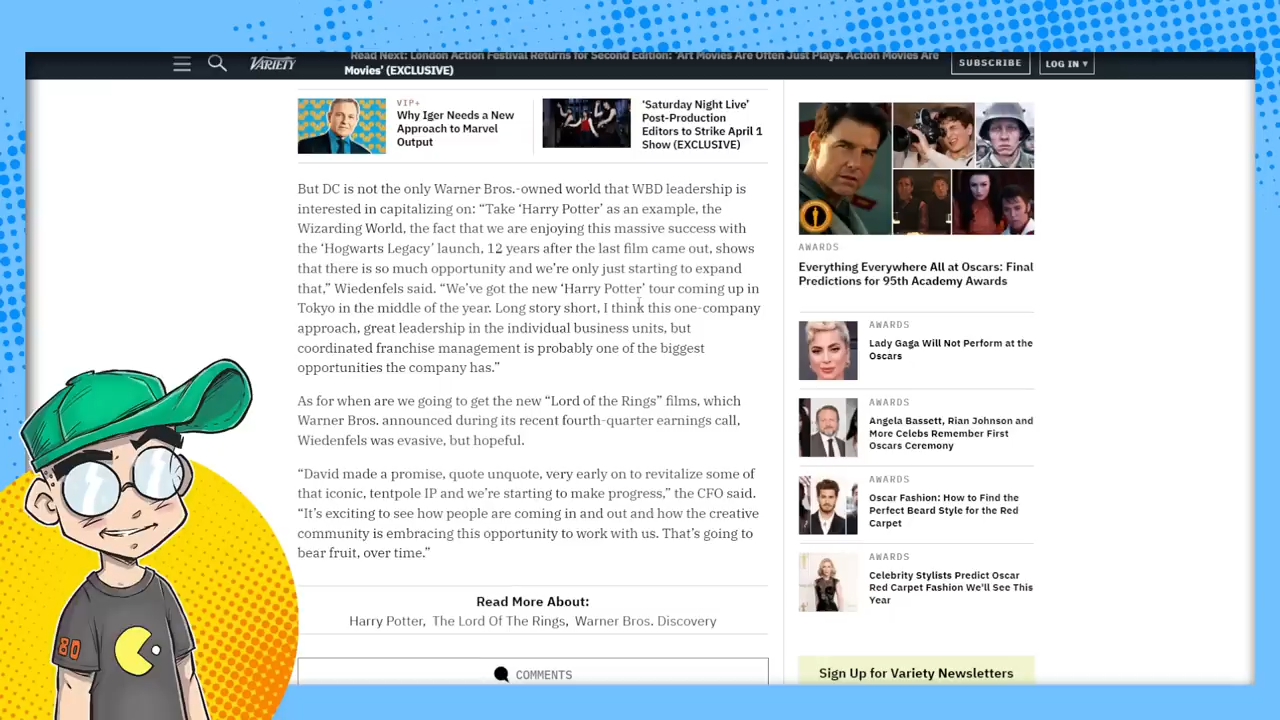 Read Next: London Action Festival Returns for Second Edition: ‘Art Movies Are Often Just Plays. Action Movies Are
Movies’ (EXCLUSIVE)
VARIETY
SUBSCRIBE
LOG IN ▾
VIP+
Why Iger Needs a New
Approach to Marvel
Output
‘Saturday Night Live’
Post-Production
Editors to Strike April 1
Show (EXCLUSIVE)
But DC is not the only Warner Bros.-owned world that WBD leadership is
interested in capitalizing on: “Take ‘Harry Potter’ as an example, the
Wizarding World, the fact that we are enjoying this massive success with
the ‘Hogwarts Legacy’ launch, 12 years after the last film came out, shows
that there is so much opportunity and we’re only just starting to expand
that,” Wiedenfels said. “We’ve got the new ‘Harry Potter’ tour coming up in
Tokyo in the middle of the year. Long story short, I think this one-company
approach, great leadership in the individual business units, but
coordinated franchise management is probably one of the biggest
opportunities the company has.”
As for when are we going to get the new “Lord of the Rings” films, which
Warner Bros. announced during its recent fourth-quarter earnings call,
Wiedenfels was evasive, but hopeful.
“David made a promise, quote unquote, very early on to revitalize some of
that iconic, tentpole IP and we’re starting to make progress,” the CFO said.
“It’s exciting to see how people are coming in and out and how the creative
community is embracing this opportunity to work with us. That’s going to
bear fruit, over time.”
Read More About:
Harry Potter, The Lord Of The Rings, Warner Bros. Discovery
COMMENTS
AWARDS
Everything Everywhere All at Oscars: Final
Predictions for 95th Academy Awards
AWARDS
Lady Gaga Will Not Perform at the
Oscars
AWARDS
Angela Bassett, Rian Johnson and
More Celebs Remember First
Oscars Ceremony
AWARDS
Oscar Fashion: How to Find the
Perfect Beard Style for the Red
Carpet
AWARDS
Celebrity Stylists Predict Oscar
Red Carpet Fashion We'll See This
Year
Sign Up for Variety Newsletters
80